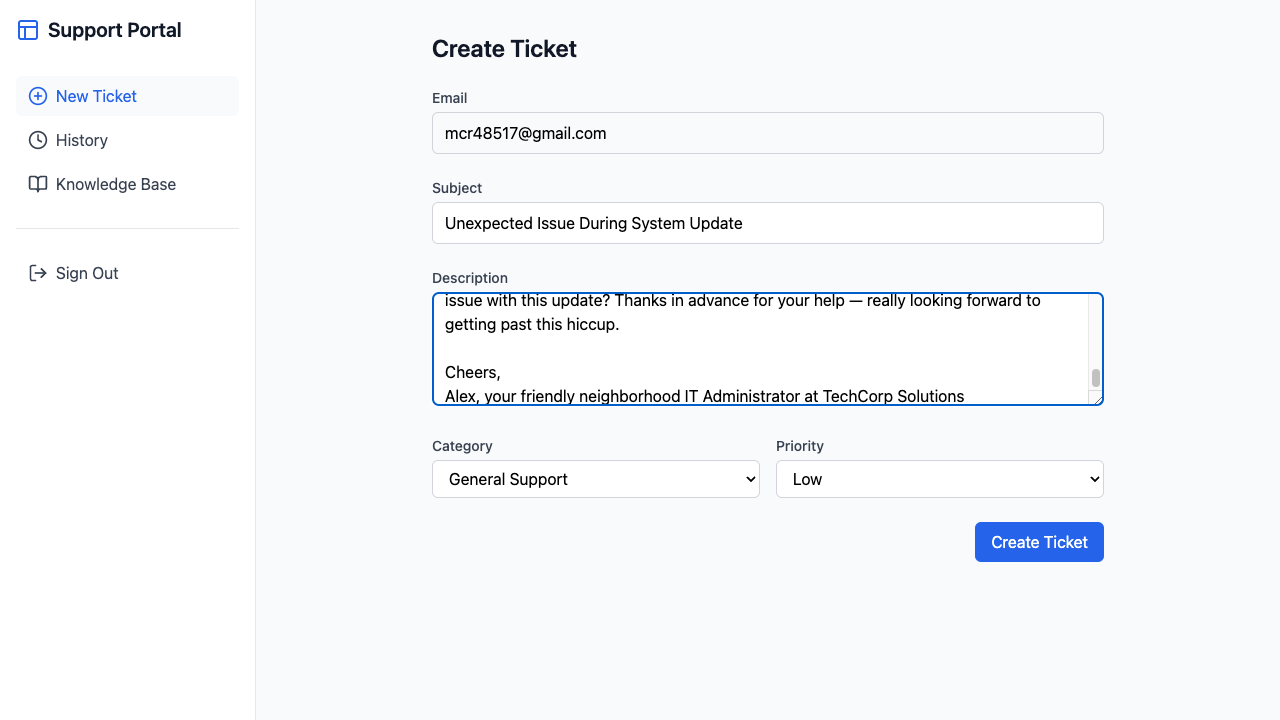 Support Portal
New Ticket
History
Knowledge Base
Sign Out
Create Ticket
Email
mcr48517@gmail.com
Subject
Unexpected Issue During System Update
Description
issue with this update? Thanks in advance for your help — really looking forward to
getting past this hiccup.
Cheers,
Alex, your friendly neighborhood IT Administrator at TechCorp Solutions
Category
Priority
General Support
Low
Create Ticket